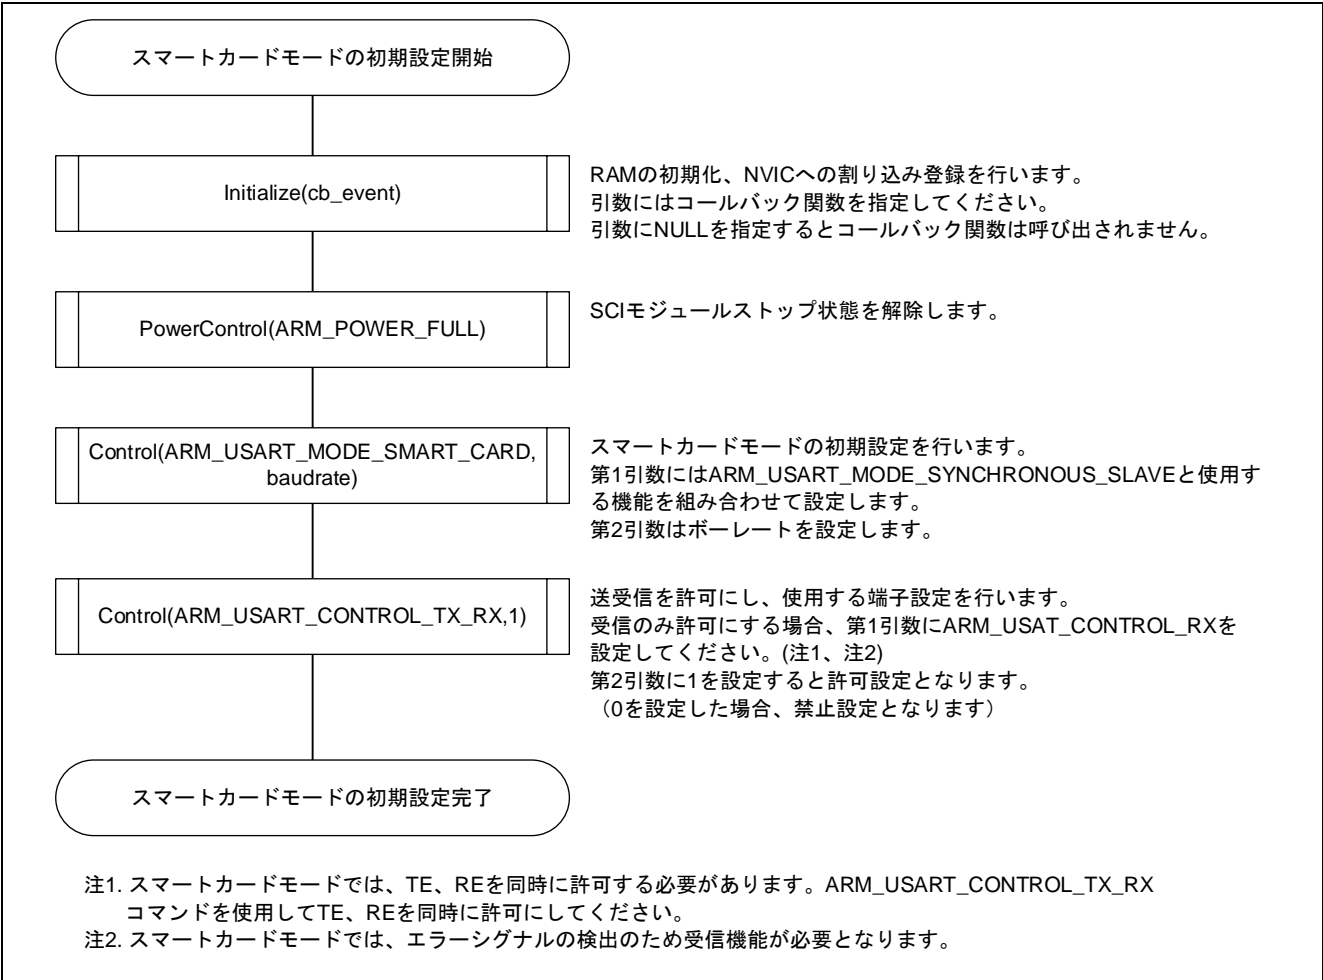 スマートカードモードの初期設定開始
Initialize(cb_event)
RAMの初期化、NVICへの割り込み登録を行います。
引数にはコールバック関数を指定してください。
引数にNULLを指定するとコールバック関数は呼び出されません。
PowerControl(ARM_POWER_FULL)
SCIモジュールストップ状態を解除します。
Control(ARM_USART_MODE_SMART_CARD,
baudrate)
スマートカードモードの初期設定を行います。
第1引数にはARM_USART_MODE_SYNCHRONOUS_SLAVEと使用す
る機能を組み合わせて設定します。
第2引数はボーレートを設定します。
Control(ARM_USART_CONTROL_TX_RX,1)
送受信を許可にし、使用する端子設定を行います。
受信のみ許可にする場合、第1引数にARM_USAT_CONTROL_RXを
設定してください。(注1、注2)
第2引数に1を設定すると許可設定となります。
（0を設定した場合、禁止設定となります）
スマートカードモードの初期設定完了
注1. スマートカードモードでは、TE、REを同時に許可する必要があります。ARM_USART_CONTROL_TX_RX
コマンドを使用してTE、REを同時に許可にしてください。
注2. スマートカードモードでは、エラーシグナルの検出のため受信機能が必要となります。